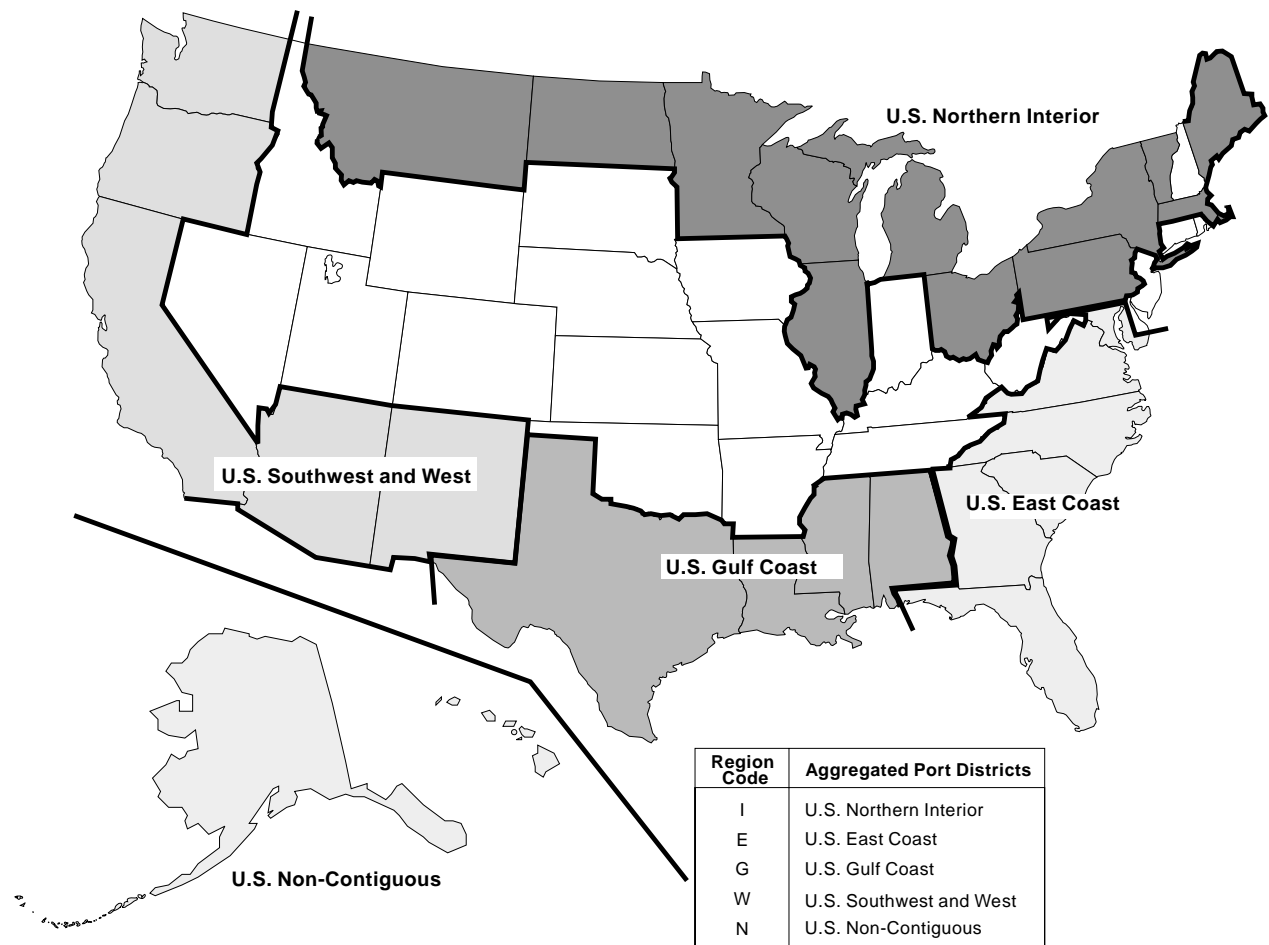 U.S. Northern Interior
U.S. Southwest and West
U.S. East Coast
U.S. Gulf Coast
U.S. Non-Contiguous
Region Code
Aggregated Port Districts
I U.S. Northern Interior
E U.S. East Coast
G U.S. Gulf Coast
W U.S. Southwest and West
N U.S. Non-Contiguous